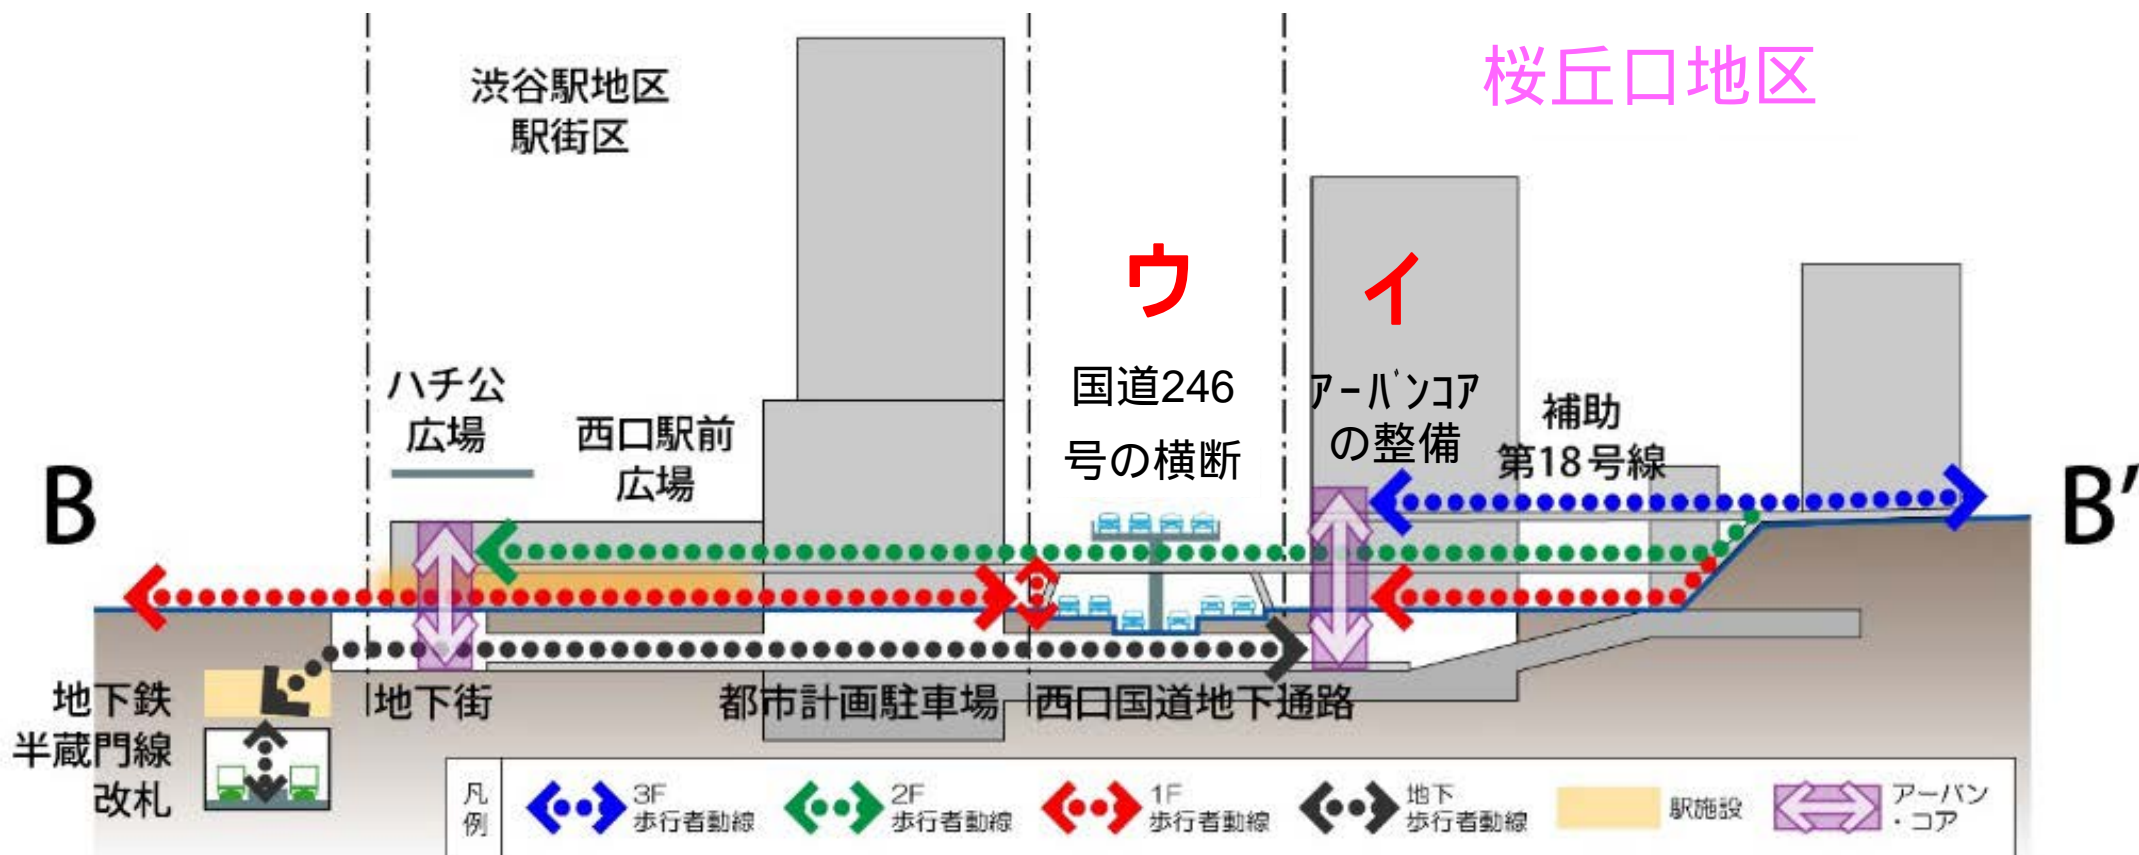 渋谷駅地区
駅街区
桜丘口地区
ウ
イ
国道246
号の横断
ｱｰﾊﾞﾝｺｱ
の整備
補助
第18号線
ハチ公
広場
西口駅前
広場
B
B′
地下鉄
半蔵門線
改札
地下街
都市計画駐車場
西口国道地下通路
凡
例
3F
歩行者動線
2F
歩行者動線
1F
歩行者動線
地下
歩行者動線
駅施設
アーバン
・コア